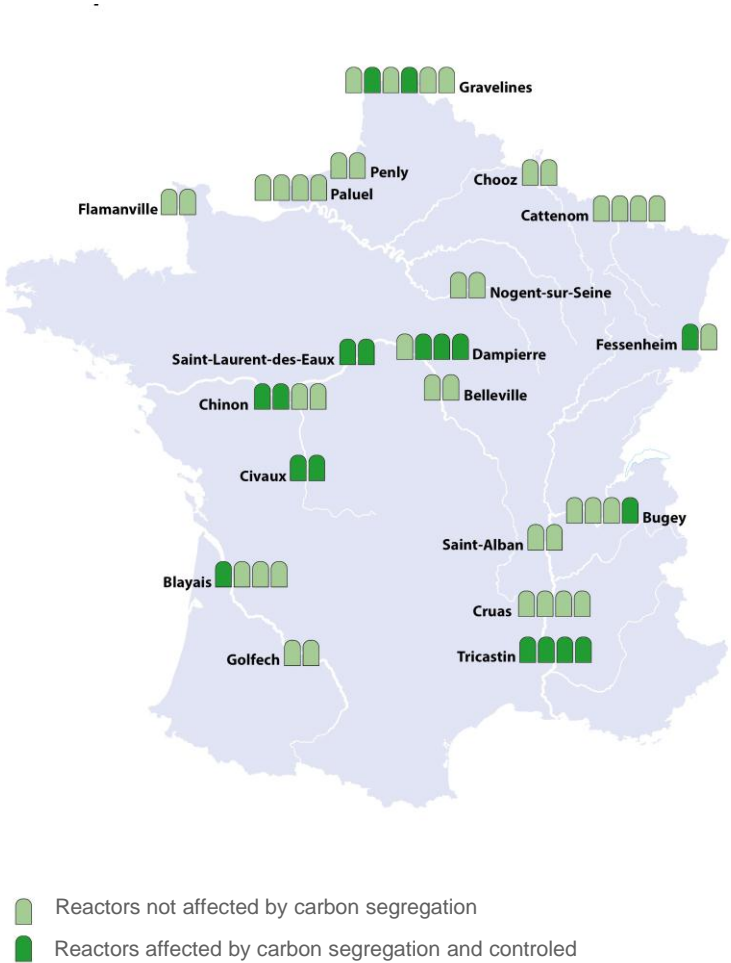 -
Gravelines
Penly
Chooz
Paluel
Flamanville
Cattenom
Nogent-sur-Seine
Fessenheim
Saint-Laurent-des-Eaux
Dampierre
Belleville
Chinon
Civaux
Bugey
Saint-Alban
Blayais
Cruas
Golfech
Tricastin
Reactors not affected by carbon segregation
Reactors affected by carbon segregation and controled